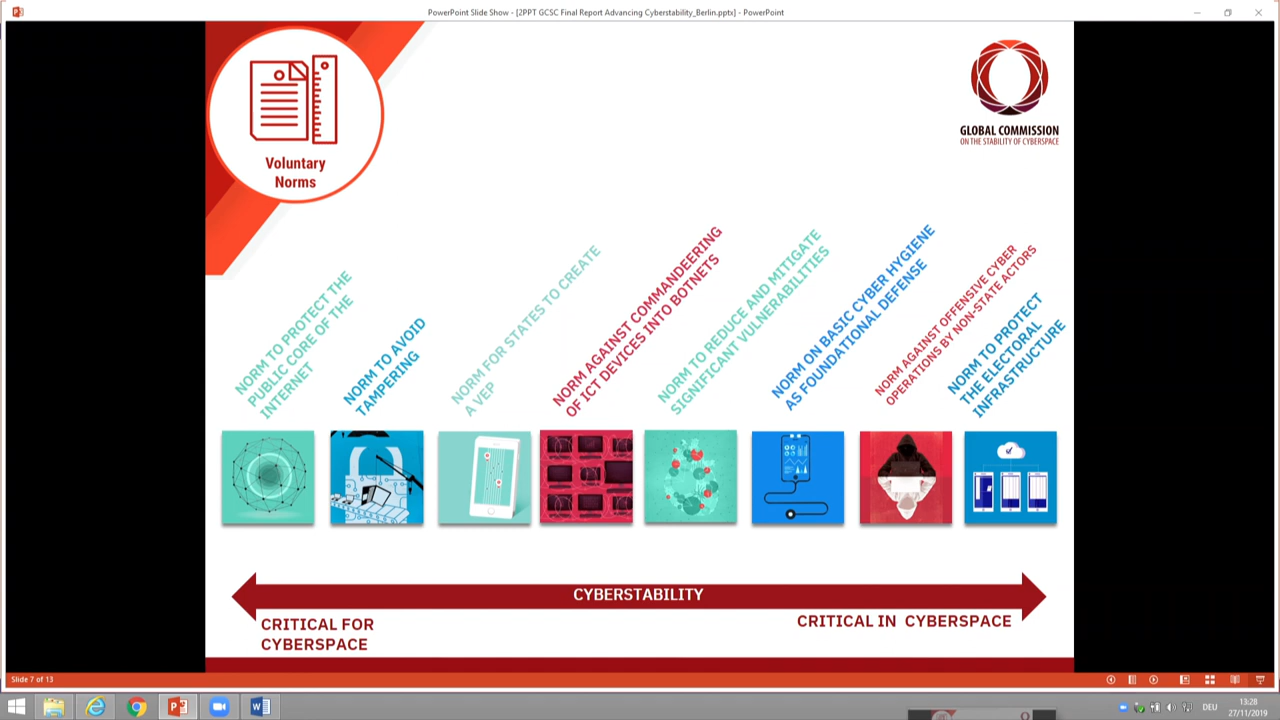 PowerPoint Slide Show - [2PPT GCSC Final Report Advancing Cyberstability_Berlin.pptx] - PowerPoint
Voluntary
Norms
GLOBAL COMMISSION
ON THE STABILITY OF CYBERSPACE
NORM TO PROTECT THE
PUBLIC CORE OF THE
INTERNET
NORM TO AVOID
TAMPERING
NORM FOR STATES TO CREATE
A VEP
NORM AGAINST COMMANDEERING
OF ICT DEVICES INTO BOTNETS
NORM TO REDUCE AND MITIGATE
SIGNIFICANT VULNERABILITIES
NORM ON BASIC CYBER HYGIENE
AS FOUNDATIONAL DEFENSE
NORM AGAINST OFFENSIVE CYBER
OPERATIONS BY NON-STATE ACTORS
NORM TO PROTECT
THE ELECTORAL
INFRASTRUCTURE
CYBERSTABILITY
CRITICAL FOR
CYBERSPACE
CRITICAL IN CYBERSPACE
Slide 7 of 13
DEU
13:28
27/11/2019